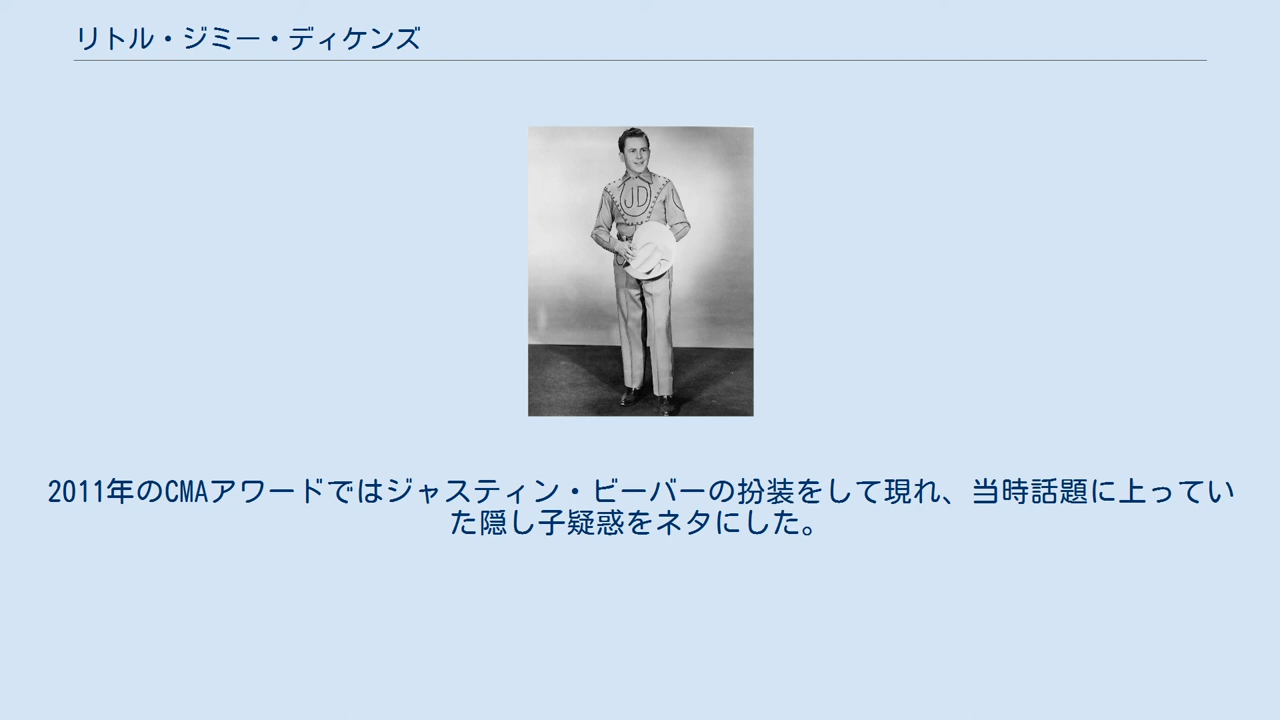 リトル・ジミー・ディケンズ
JD
2011年のCMAアワードではジャスティン・ビーバーの扮装をして現れ、当時話題に上ってい
た隠し子疑惑をネタにした。